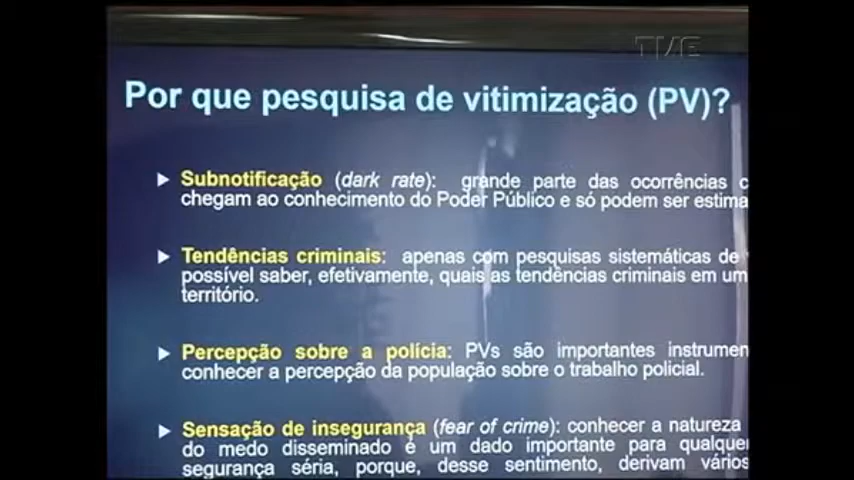 TME
Por que pesquisa de vitimização (PV)?
Subnotificação (dark rate): grande parte das ocorrências
chegam ao conhecimento do Poder Público e só podem ser
Tendências criminais: apenas com pesquisas sistemáticas de
possível saber, efetivamente, quais as tendências criminais em um
território.
Percepção sobre a polícia: PVs são importantes
conhecer a percepção da população sobre o trabalho policial.
Sensação de insegurança (fear of crime): conhecer a natureza
do medo disseminado é um dado importante para
segurança séria, porque, desse sentimento, derivam vários